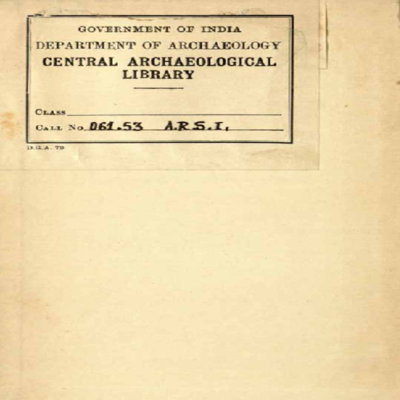 GOVERNMENT OF INDIA
DEPARTMENT OF ARCHAEOLOGY
CENTRAL ARCHAEOLOGICAL
LIBRARY
CLASS
CALL No. 061.53 A.R.S.I.
D.G.A. 79.